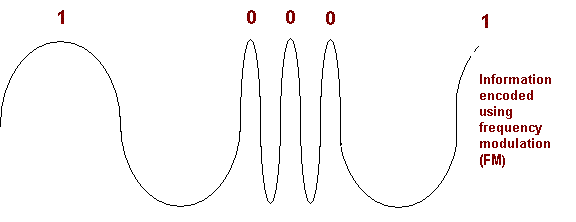 1 0 0 0 1
Information
encoded
using
frequency
modulation
(FM)